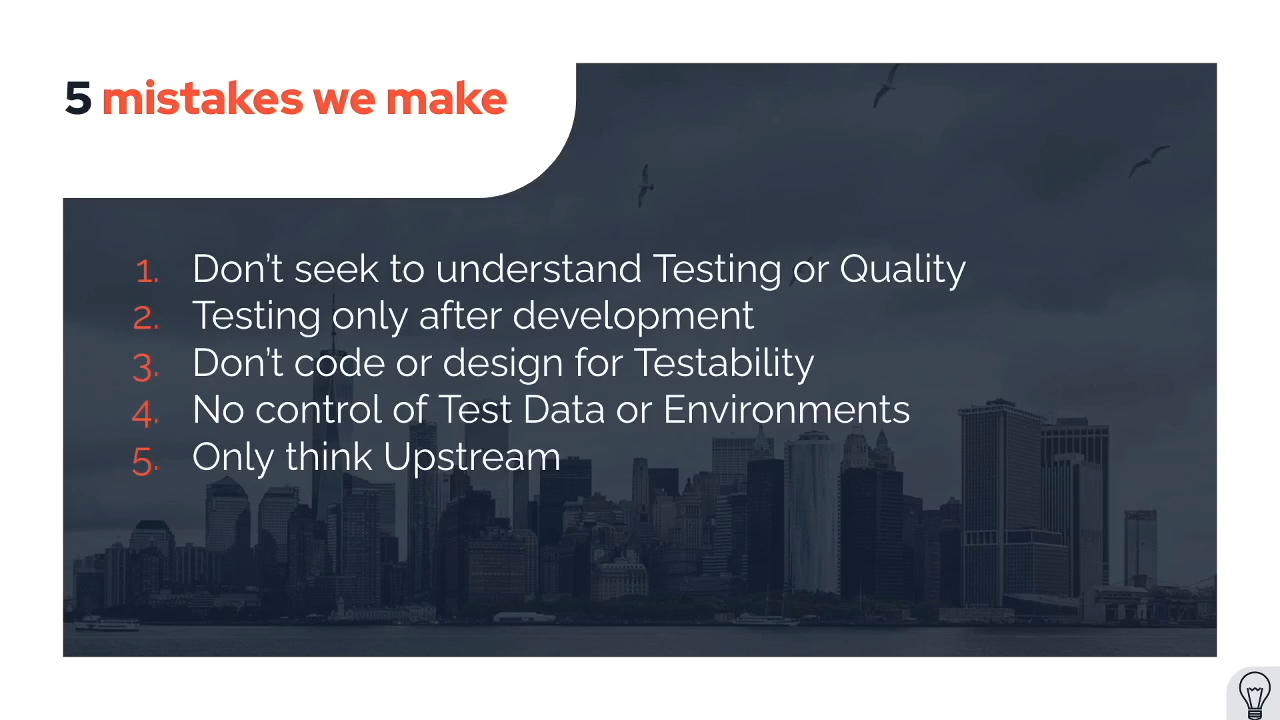 5 mistakes we make
1. Don't seek to understand Testing or Quality
2. Testing only after development
3. Don't code or design for Testability
4. No control of Test Data or Environments
5. Only think Upstream